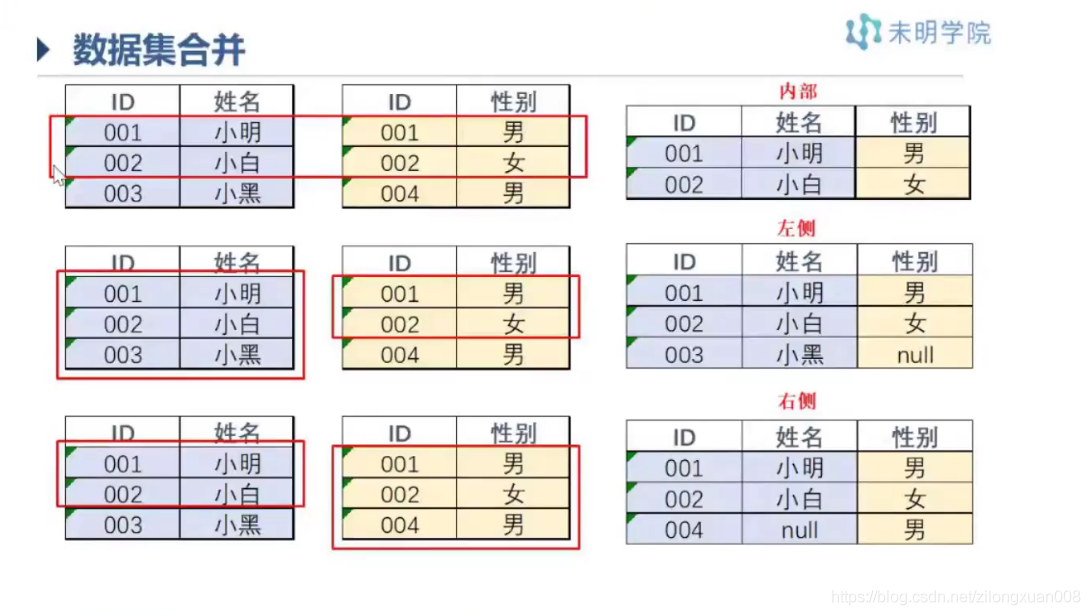 未明学院
数据集合并
内部
ID 姓名 ID 性别 ID 姓名 性别
001 小明 001 男 001 小明 男
002 小白 002 女 002 小白 女
003 小黑 004 男
左侧
ID 姓名 ID 性别 ID 姓名 性别
001 小明 001 男 001 小明 男
002 小白 002 女 002 小白 女
003 小黑 004 男 003 小黑 null
右侧
ID 姓名 ID 性别 ID 姓名 性别
001 小明 001 男 001 小明 男
002 小白 002 女 002 小白 女
003 小黑 004 男 004 null 男
https://blog.csdn.net/zilongxuan008